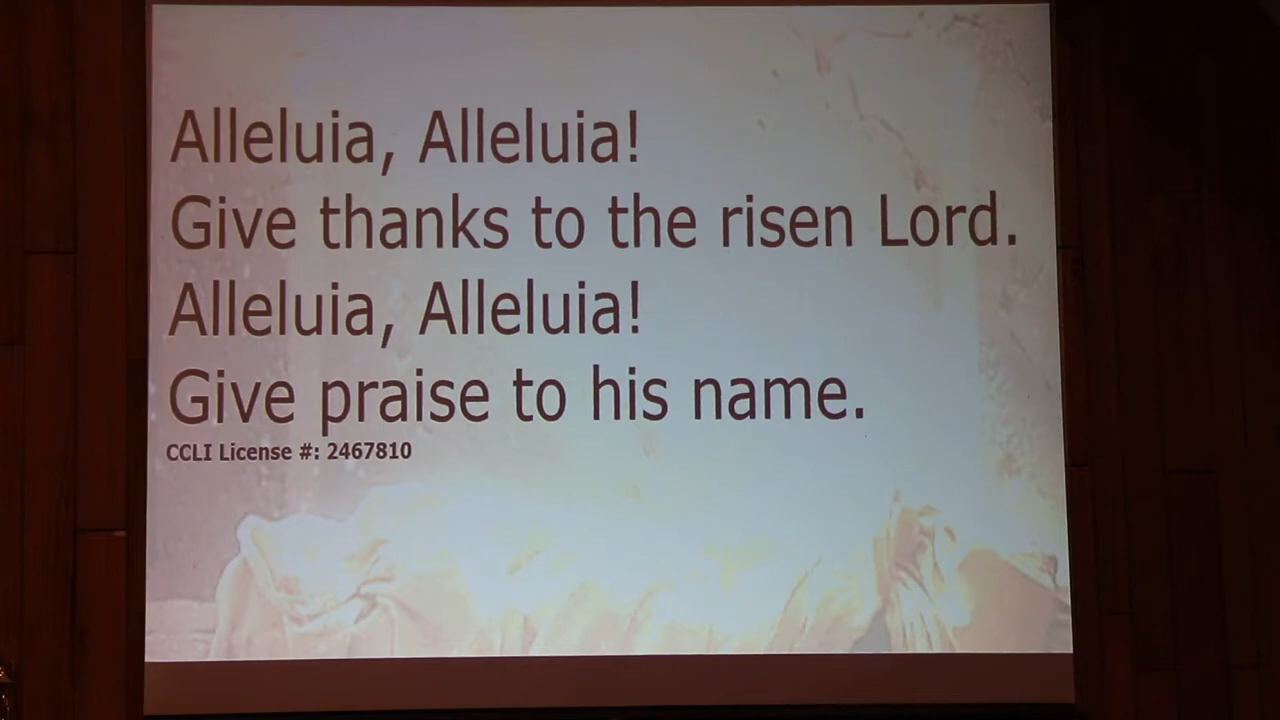 Alleluia, Alleluia!
Give thanks to the risen Lord.
Alleluia, Alleluia!
Give praise to his name.
CCLI License #: 2467810